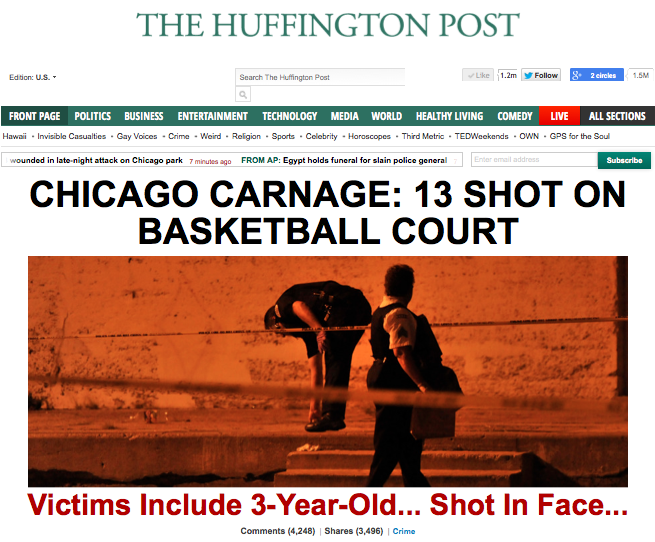 THE HUFFINGTON POST
Edition: U.S.
Search The Huffington Post
Like 1.2m Follow 2 circles 1.5M
FRONT PAGE POLITICS BUSINESS ENTERTAINMENT TECHNOLOGY MEDIA WORLD HEALTHY LIVING COMEDY LIVE ALL SECTIONS
Hawaii • Invisible Casualties • Gay Voices • Crime • Weird • Religion • Sports • Celebrity • Horoscopes • Third Metric • TEDWeekends • OWN • GPS for the Soul
wounded in late-night attack on Chicago park 7 minutes ago FROM AP: Egypt holds funeral for slain police general Enter email address Subscribe
CHICAGO CARNAGE: 13 SHOT ON
BASKETBALL COURT
Victims Include 3-Year-Old... Shot In Face...
Comments (4,248) | Shares (3,496) | Crime